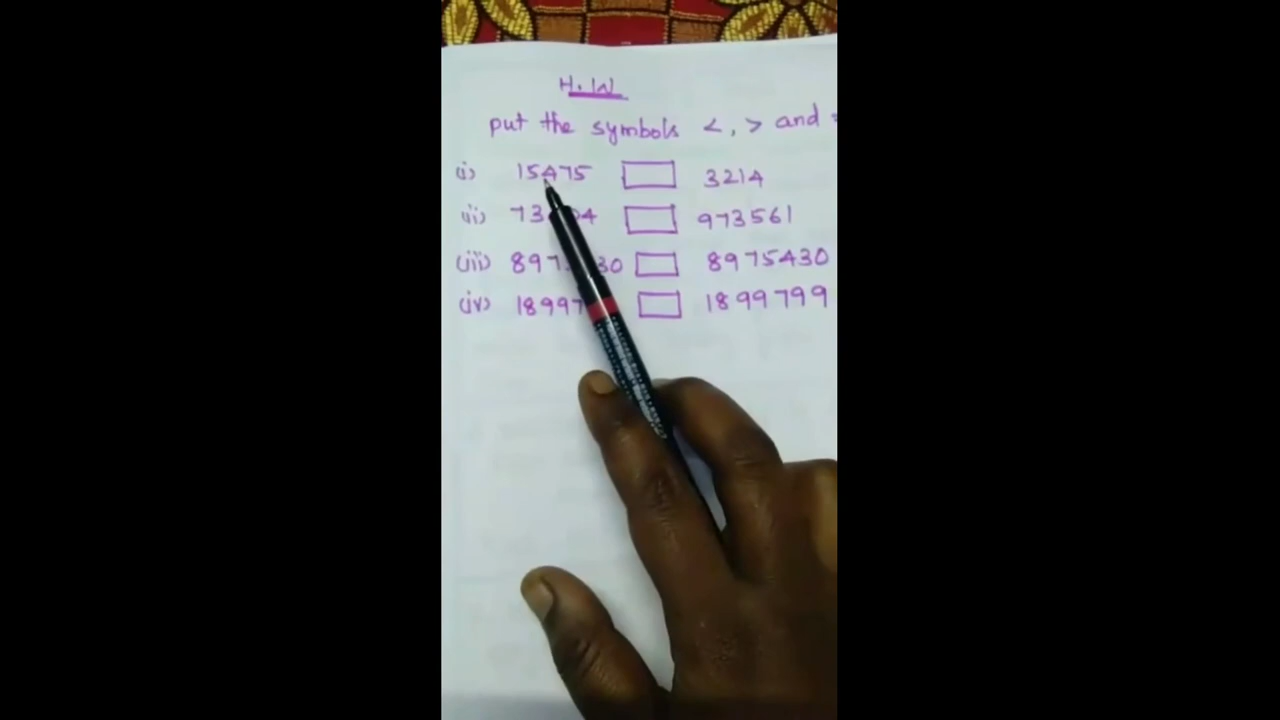 H.W
put the symbols <, > and =
(i) 15475 3214
(ii) 973561
(iii) 8975430
(iv) 1899799